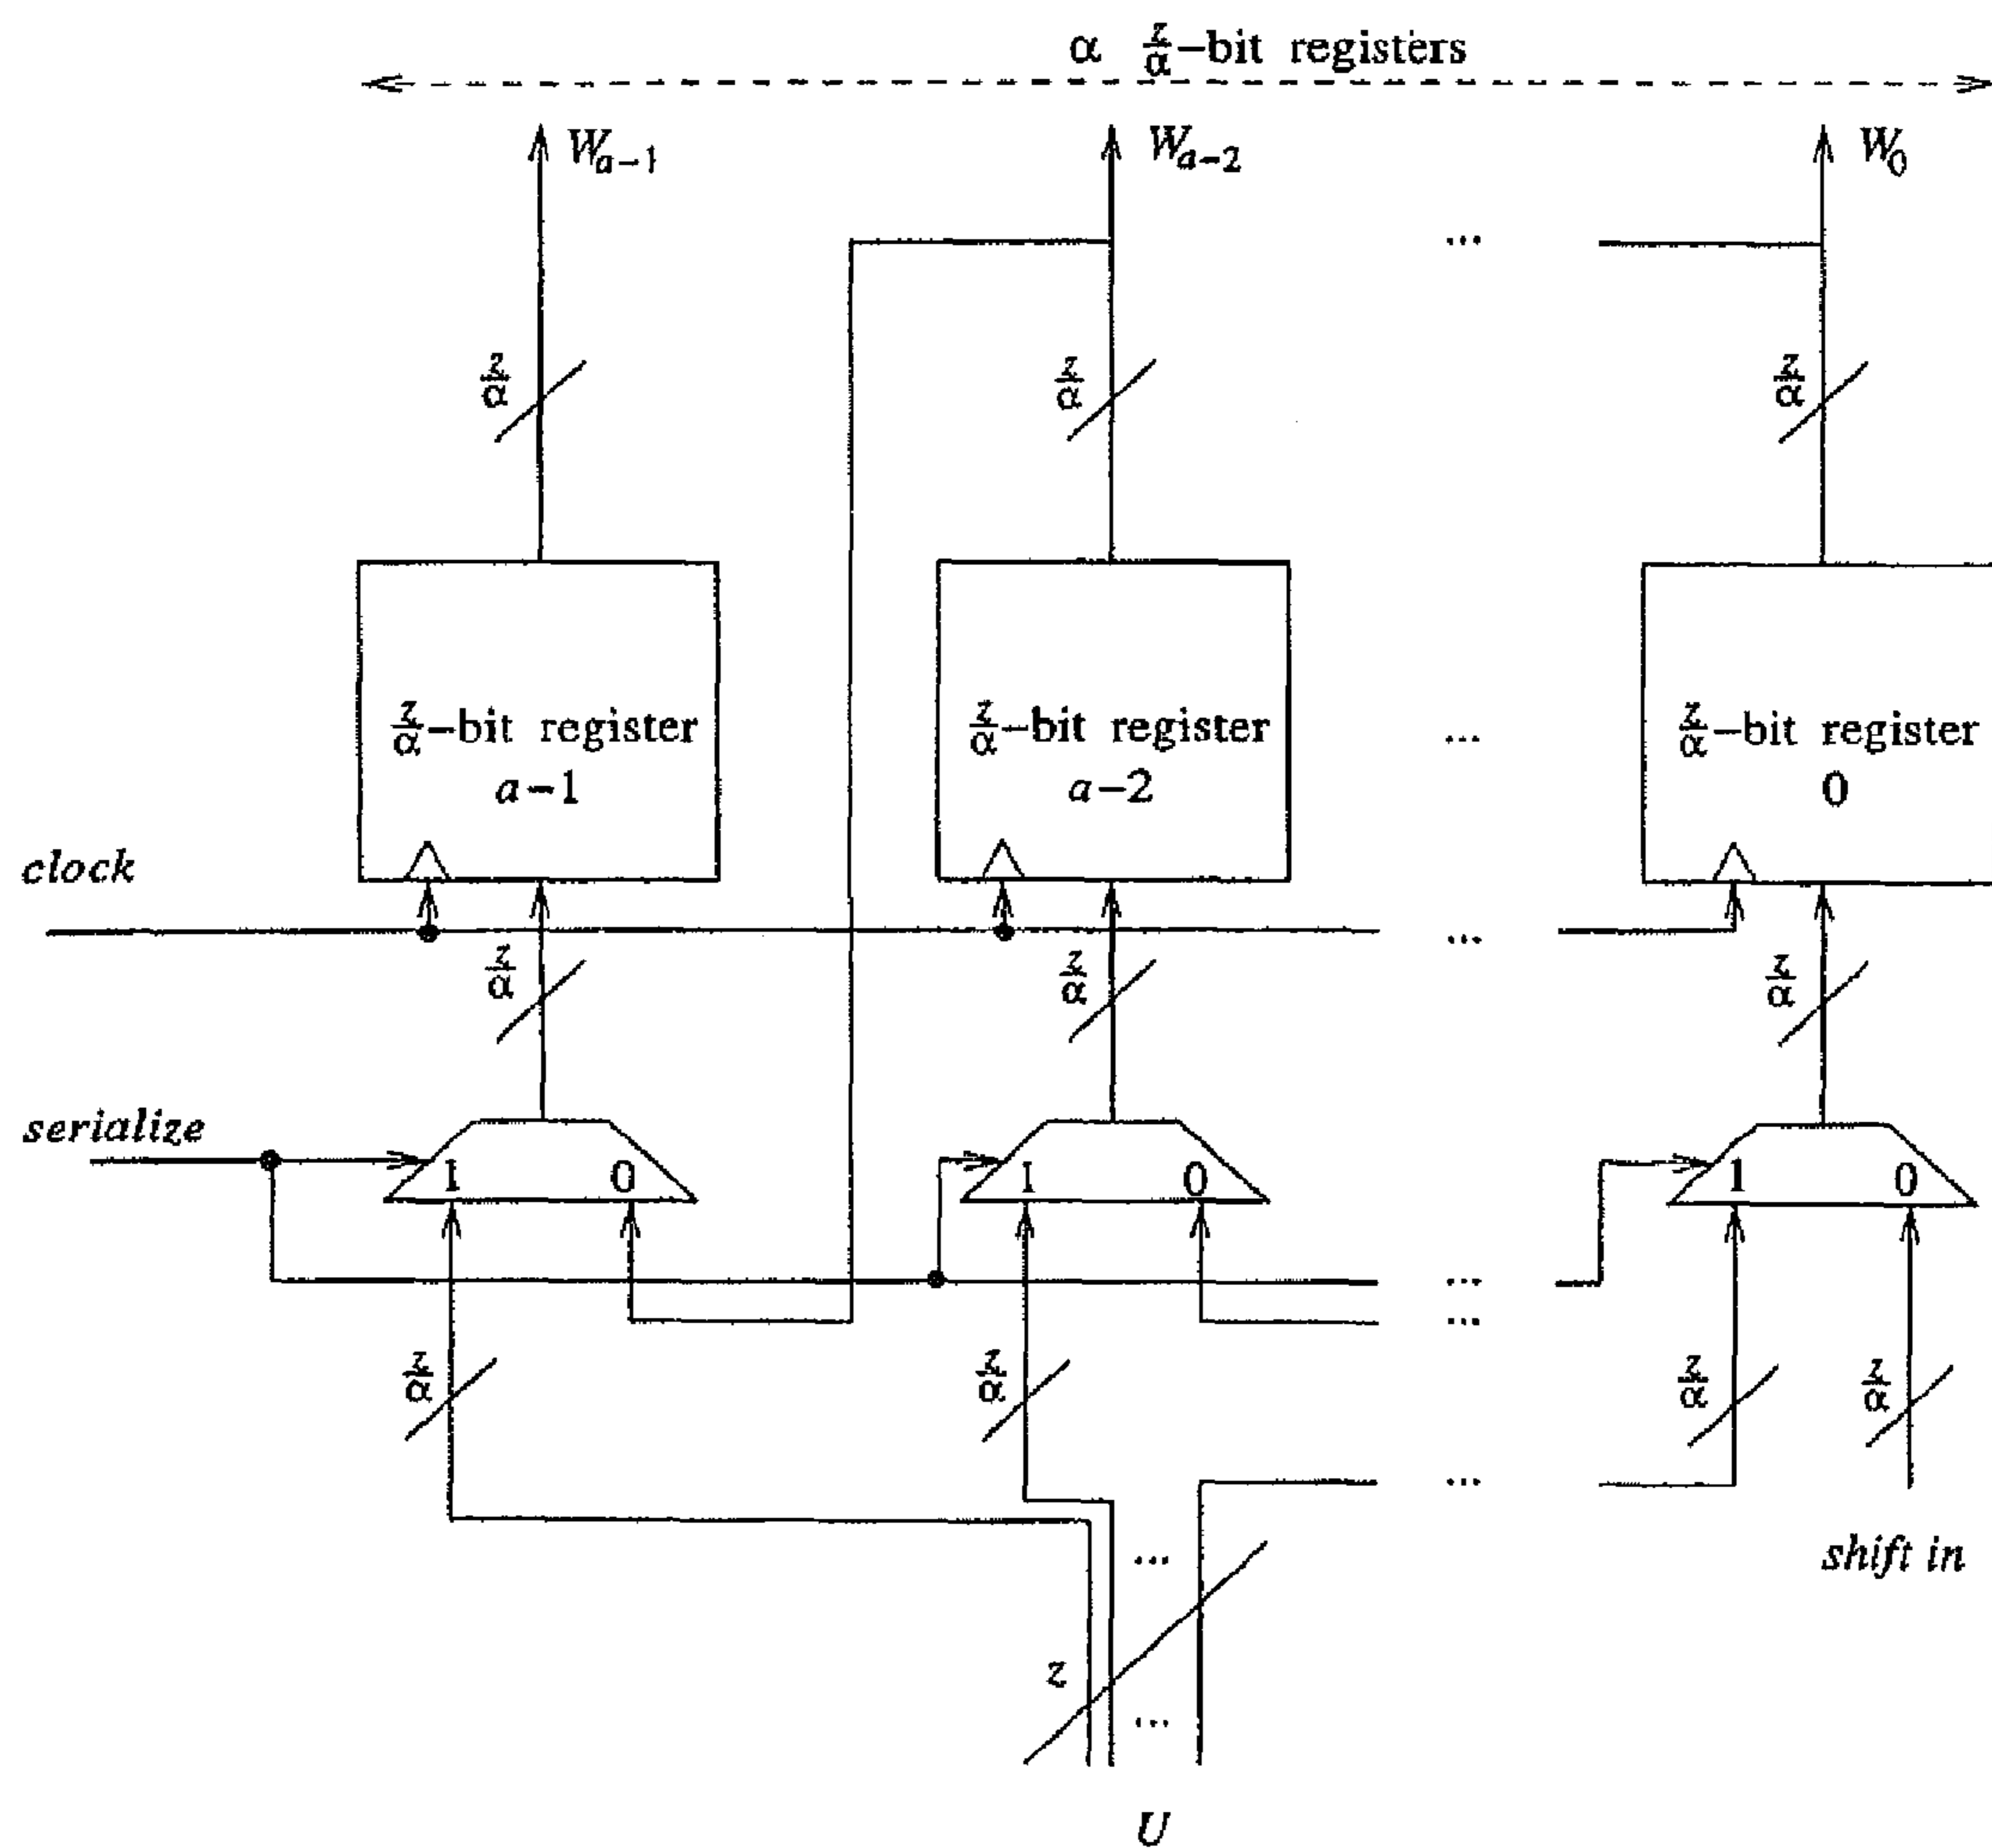 α z/α–bit registers
W_{a−1} W_{a−2} W_0
...
z/α z/α z/α
z/α–bit register z/α–bit register ... z/α–bit register
a−1 a−2 0
clock
...
z/α z/α z/α
serialize
1 0 1 0 1 0
...
...
z/α z/α z/α z/α
...
shift in
...
z
...
U